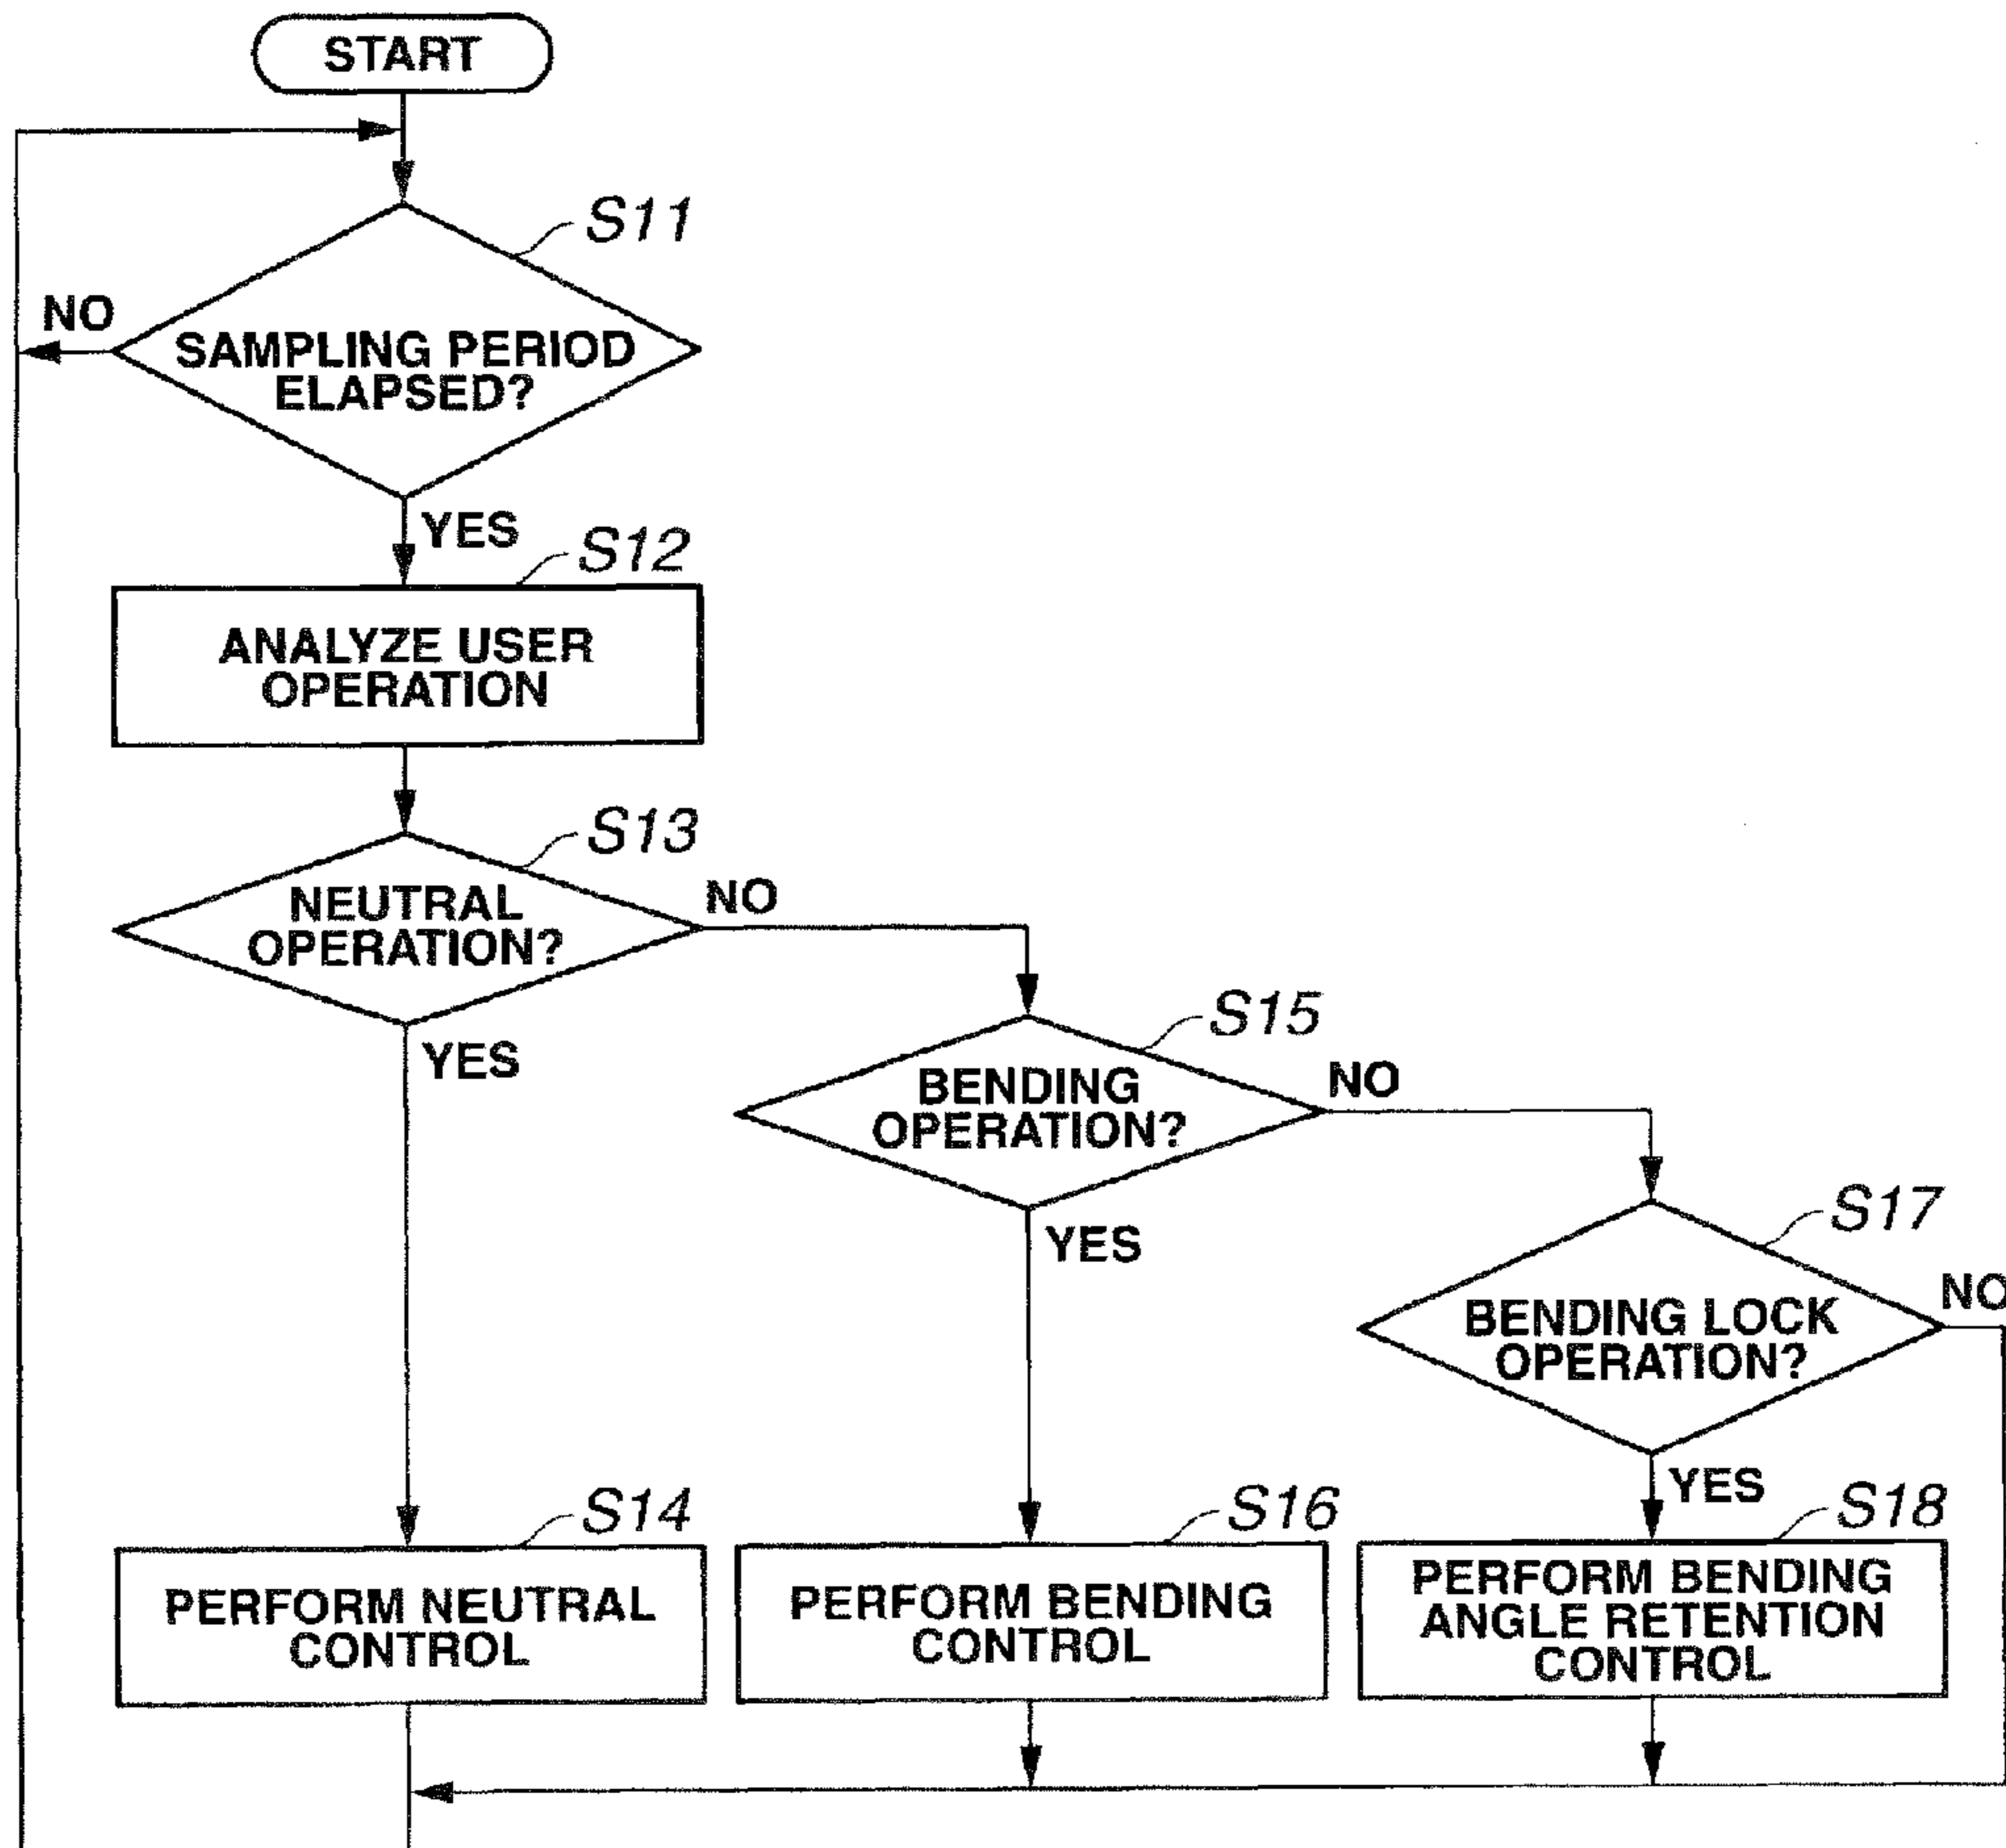 START
S11
NO
SAMPLING PERIOD
ELAPSED?
YES
S12
ANALYZE USER
OPERATION
S13
NEUTRAL
OPERATION?
NO
YES
S15
BENDING
OPERATION?
NO
YES
S17
BENDING LOCK
OPERATION?
NO
YES
S14
PERFORM NEUTRAL
CONTROL
S16
PERFORM BENDING
CONTROL
S18
PERFORM BENDING
ANGLE RETENTION
CONTROL